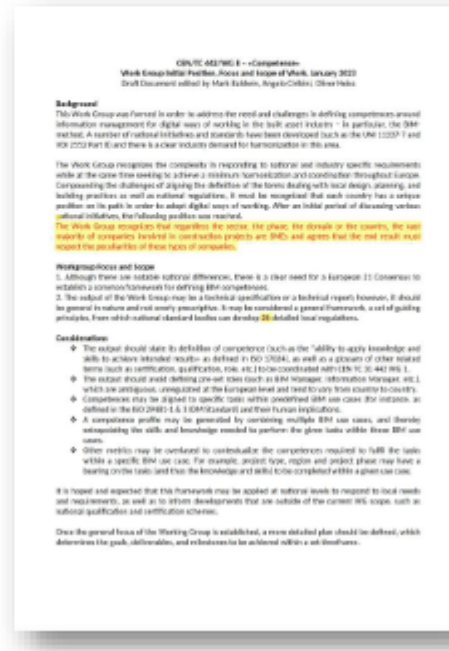 CEN/TC 442/WG 8 – «Competence»
Work Group Initial Position, Focus and Scope of Work, January 2023
Draft Document edited by Mark Baldwin, Angelo Ciribini, Oliver
Background
This Work Group was formed in order to address the need and challenges in defining competences around
information management for digital ways of working in the built asset industry – in particular, the BIM
method. A number of national initiatives and standards have been developed (such as the UNI 11337-7 and
VDI 2552 Part 8) and there is a clear industry demand for harmonization in this area.
The Work Group recognizes the complexity in responding to national and industry specific requirements
while at the same time seeking to achieve a minimum harmonization and coordination throughout Europe.
Compounding the challenges of aligning the definition of the terms dealing with local design, planning, and
building practices as well as national regulations, it must be recognized that each country has a unique
position on its path in order to adopt digital ways of working. After an initial period of discussing various
national initiatives, the following position was reached.
The Work Group recognizes that regardless the sector, the phase, the domain or the country, the vast
majority of companies involved in construction projects are SMEs and agrees that the end result must
respect the peculiarities of these types of companies.
Workgroup Focus and Scope
1. Although there are notable national differences, there is a clear need for a European Consensus to
establish a common framework for defining BIM competences.
2. The output of the Work Group may be a technical specification or a technical report; however, it should
be general in nature and not overly prescriptive. It may be considered a general framework, a set of guiding
principles, from which national standard bodies can develop detailed local regulations.
Considerations
❖ The output should state its definition of competence (such as the "ability to apply knowledge and
skills to achieve intended results» as defined in ISO as well as a glossary of other related
terms (such as certification, qualification, role, etc.) to be coordinated with CEN TC 442 WG 1.
❖ The output should avoid defining pre-set roles (such as BIM Manager, Information Manager, etc.)
which are ambiguous, unregulated at the European level and tend to vary from country to country.
❖ Competences may be aligned to specific tasks within predefined BIM use cases (for instance, as
defined in the ISO 29481-1 & 3 IDM Standard) and their human implications.
❖ A competence profile may be generated by combining multiple BIM use cases, and thereby
extrapolating the skills and knowledge needed to perform the given tasks within those BIM use
cases.
❖ Other metrics may be overlayed to contextualize the competences required to fulfil the tasks
within a specific BIM use case. For example, project type, region and project phase may have a
bearing on the tasks (and thus the knowledge and skills) to be completed within a given use case.
It is hoped and expected that this framework may be applied at national levels to respond to local needs
and requirements, as well as to inform developments that are outside of the current WG scope, such as
national qualification and certification schemes.
Once the general focus of the Working Group is established, a more detailed plan should be defined, which
determines the goals, deliverables, and milestones to be achieved within a set timeframe.